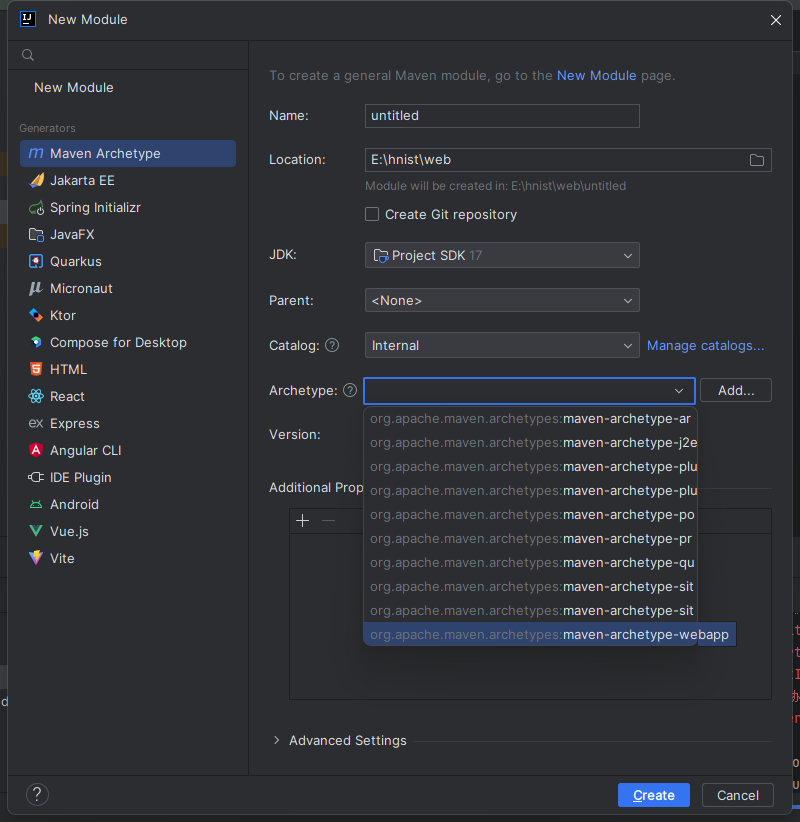 New Module
New Module
Generators
Maven Archetype
Jakarta EE
Spring Initializr
JavaFX
Quarkus
Micronaut
Ktor
Compose for Desktop
HTML
React
Express
Angular CLI
IDE Plugin
Android
Vue.js
Vite
To create a general Maven module, go to the New Module page.
Name: untitled
Location: E:\hnist\web
Module will be created in: E:\hnist\web\untitled
Create Git repository
JDK: Project SDK 17
Parent: <None>
Catalog: ? Internal Manage catalogs...
Archetype: ? Add...
org.apache.maven.archetypes:maven-archetype-ar
Version:
org.apache.maven.archetypes:maven-archetype-j2e
org.apache.maven.archetypes:maven-archetype-plu
Additional Prop
org.apache.maven.archetypes:maven-archetype-plu
org.apache.maven.archetypes:maven-archetype-po
org.apache.maven.archetypes:maven-archetype-pr
org.apache.maven.archetypes:maven-archetype-qu
org.apache.maven.archetypes:maven-archetype-sit
org.apache.maven.archetypes:maven-archetype-sit
org.apache.maven.archetypes:maven-archetype-webapp
Advanced Settings
? Create Cancel